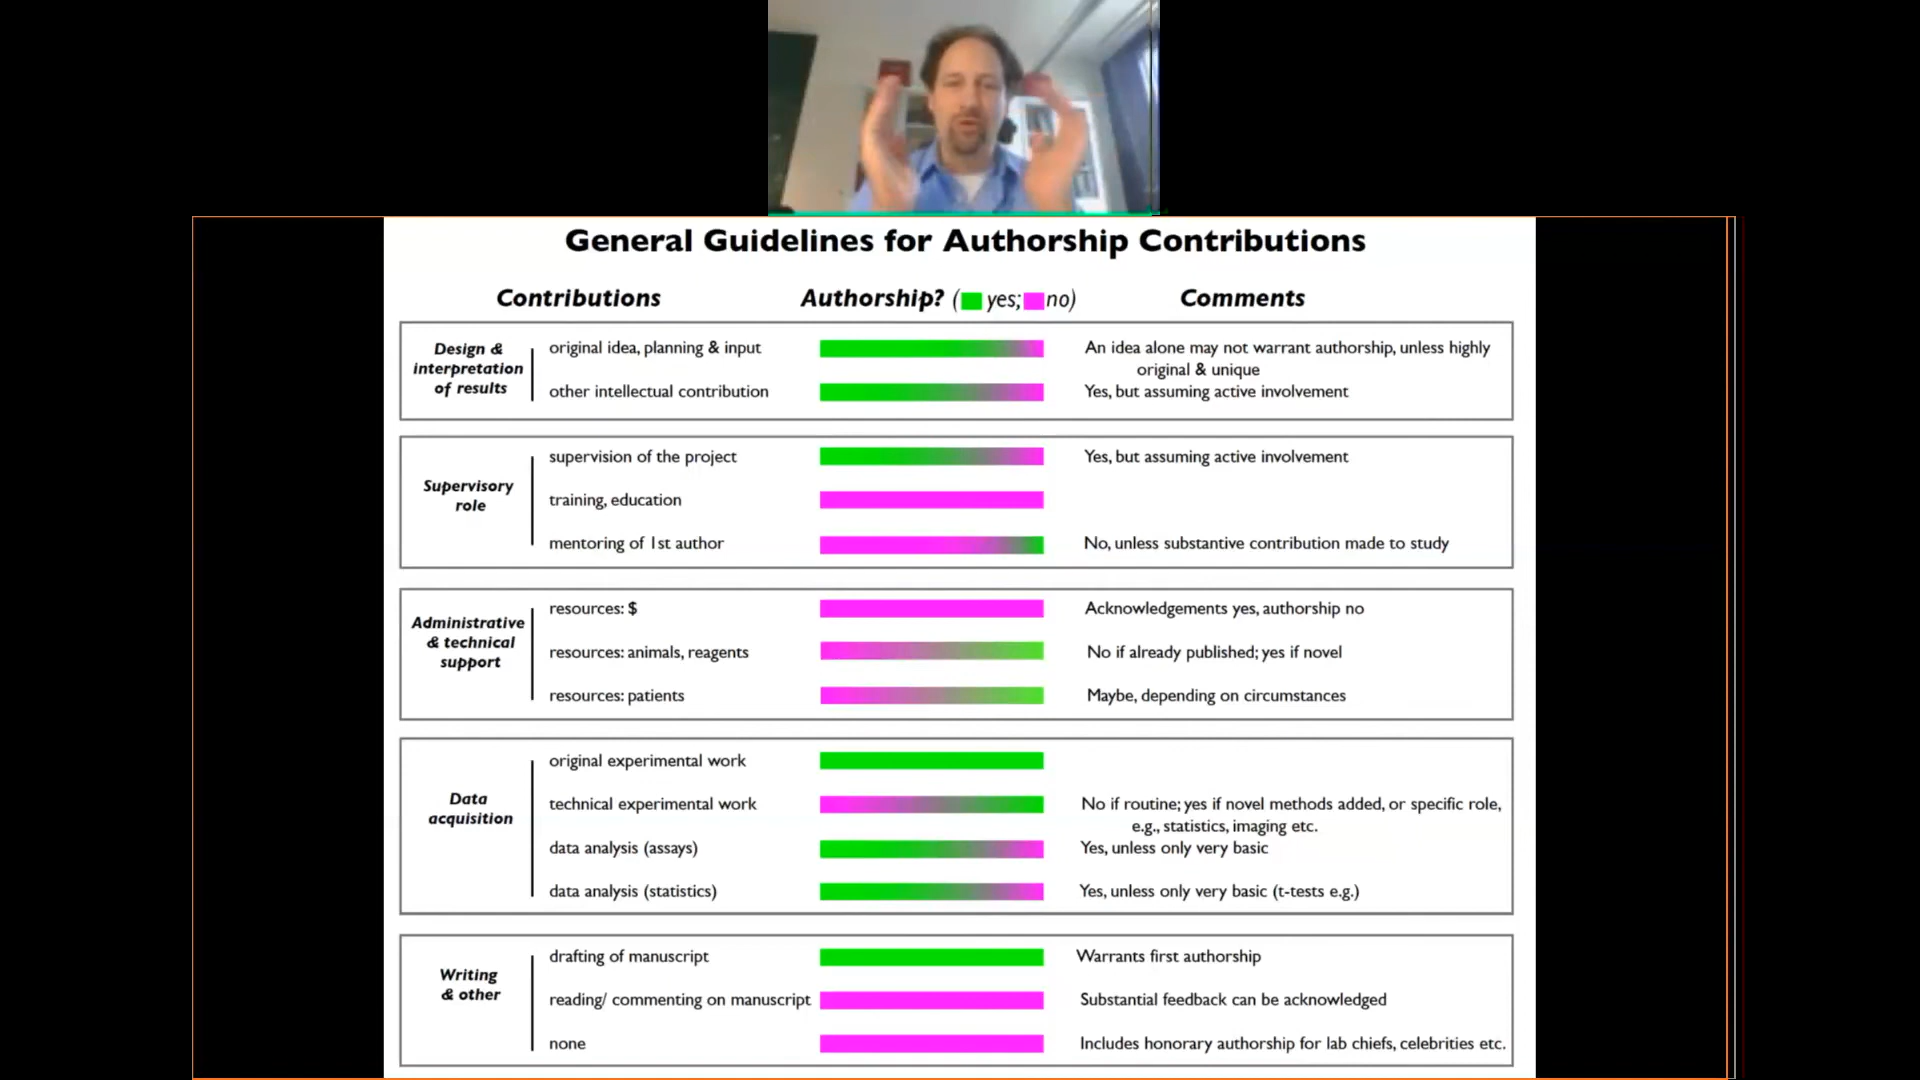 General Guidelines for Authorship Contributions
Contributions
Authorship? (yes; no)
Comments
Design &
interpretation
of results
original idea, planning & input
An idea alone may not warrant authorship, unless highly
original & unique
other intellectual contribution
Yes, but assuming active involvement
Supervisory
role
supervision of the project
Yes, but assuming active involvement
training, education
mentoring of 1st author
No, unless substantive contribution made to study
Administrative
& technical
support
resources: $
Acknowledgements yes, authorship no
resources: animals, reagents
No if already published; yes if novel
resources: patients
Maybe, depending on circumstances
Data
acquisition
original experimental work
technical experimental work
No if routine; yes if novel methods added, or specific role,
e.g., statistics, imaging etc.
data analysis (assays)
Yes, unless only very basic
data analysis (statistics)
Yes, unless only very basic (t-tests e.g.)
Writing
& other
drafting of manuscript
Warrants first authorship
reading/ commenting on manuscript
Substantial feedback can be acknowledged
none
Includes honorary authorship for lab chiefs, celebrities etc.